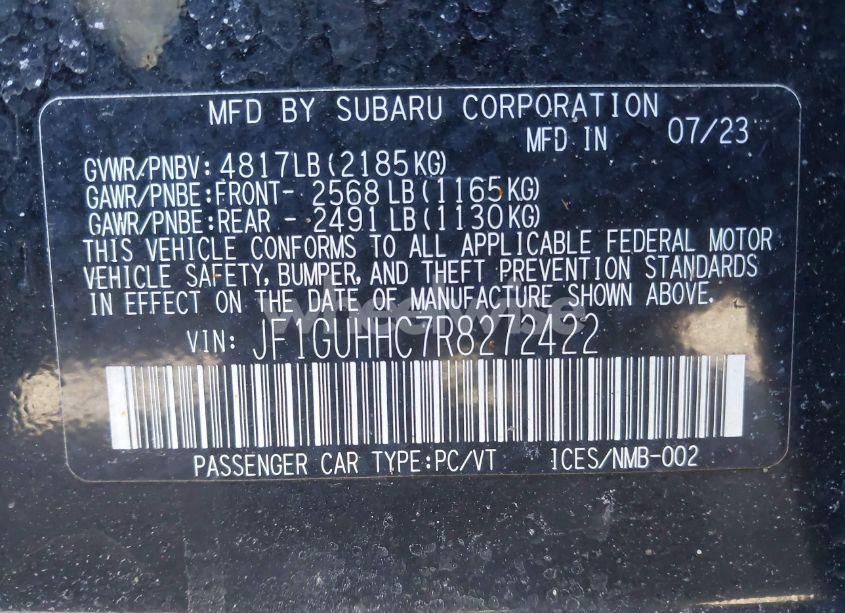 MFD BY SUBARU CORPORATION
MFD IN 07/23
GVWR/PNBV: 4817LB (2185KG)
GAWR/PNBE:FRONT- 2568 LB (1165KG)
GAWR/PNBE:REAR - 2491 LB (1130KG)
THIS VEHICLE CONFORMS TO ALL APPLICABLE FEDERAL MOTOR
VEHICLE SAFETY, BUMPER, AND THEFT PREVENTION STANDARDS
IN EFFECT ON THE DATE OF MANUFACTURE SHOWN ABOVE.
wheelwise
VIN: JF1GUHHC7R8272422
PASSENGER CAR TYPE:PC/VT ICES/NMB-002